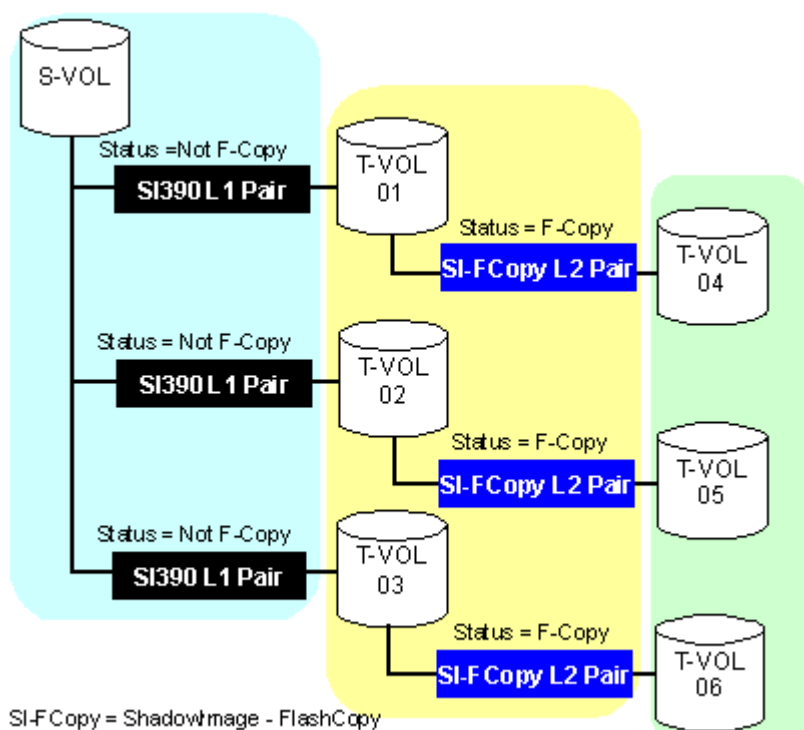 S-VOL
Status =Not F-Copy
SI390 L1 Pair
T-VOL
01
Status = F-Copy
SI-FCopy L2 Pair
T-VOL
04
Status = Not F-Copy
SI390 L1 Pair
T-VOL
02
Status = F-Copy
SI-FCopy L2 Pair
T-VOL
05
Status = Not F-Copy
SI390 L1 Pair
T-VOL
03
Status = F-Copy
SI-FCopy L2 Pair
T-VOL
06
SI-FCopy = ShadowImage - FlashCopy